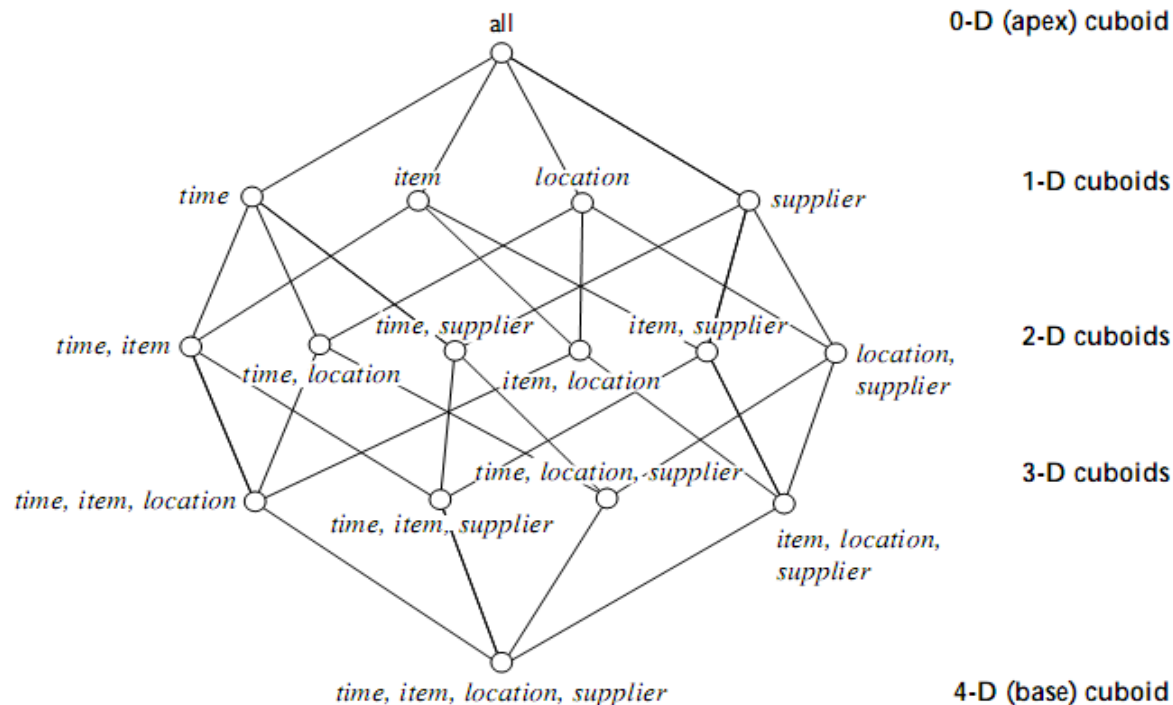 all
0-D (apex) cuboid
time
item
location
supplier
1-D cuboids
time, item
time, location
time, supplier
item, location
item, supplier
location,
supplier
2-D cuboids
time, item, location
time, item, supplier
time, location, supplier
item, location,
supplier
3-D cuboids
time, item, location, supplier
4-D (base) cuboid